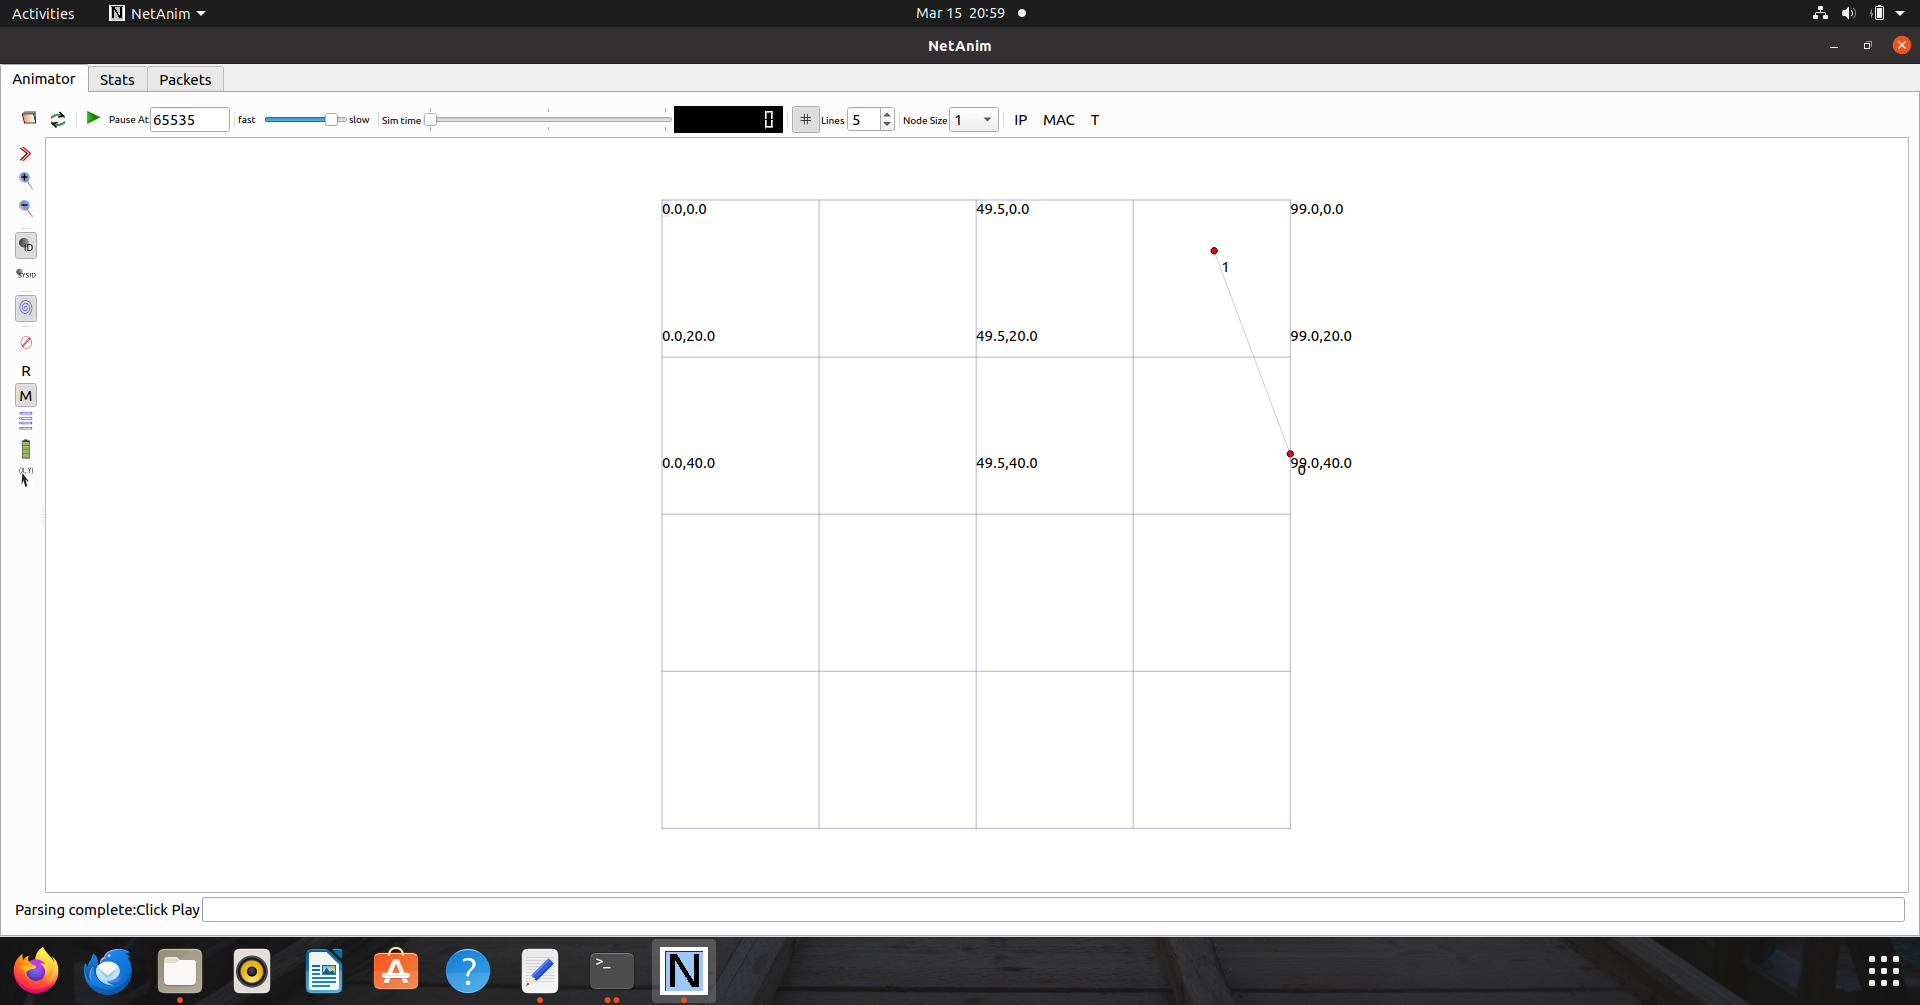 Activities NetAnim Mar 15 20:59
NetAnim
Animator Stats Packets
Pause At 65535 fast slow Sim time 0 # Lines 5 Node Size 1 IP MAC T
ID
SYSID
R
M
(X, Y)
0.0,0.0 49.5,0.0 99.0,0.0
1
0.0,20.0 49.5,20.0 99.0,20.0
0.0,40.0 49.5,40.0 99.0,40.0
0
Parsing complete:Click Play
A ? >_ N